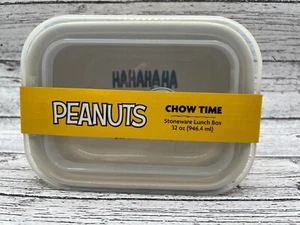 HAHAHAHA
PEANUTS
CHOW TIME
Stoneware Lunch Box
32 oz (946.4 ml)